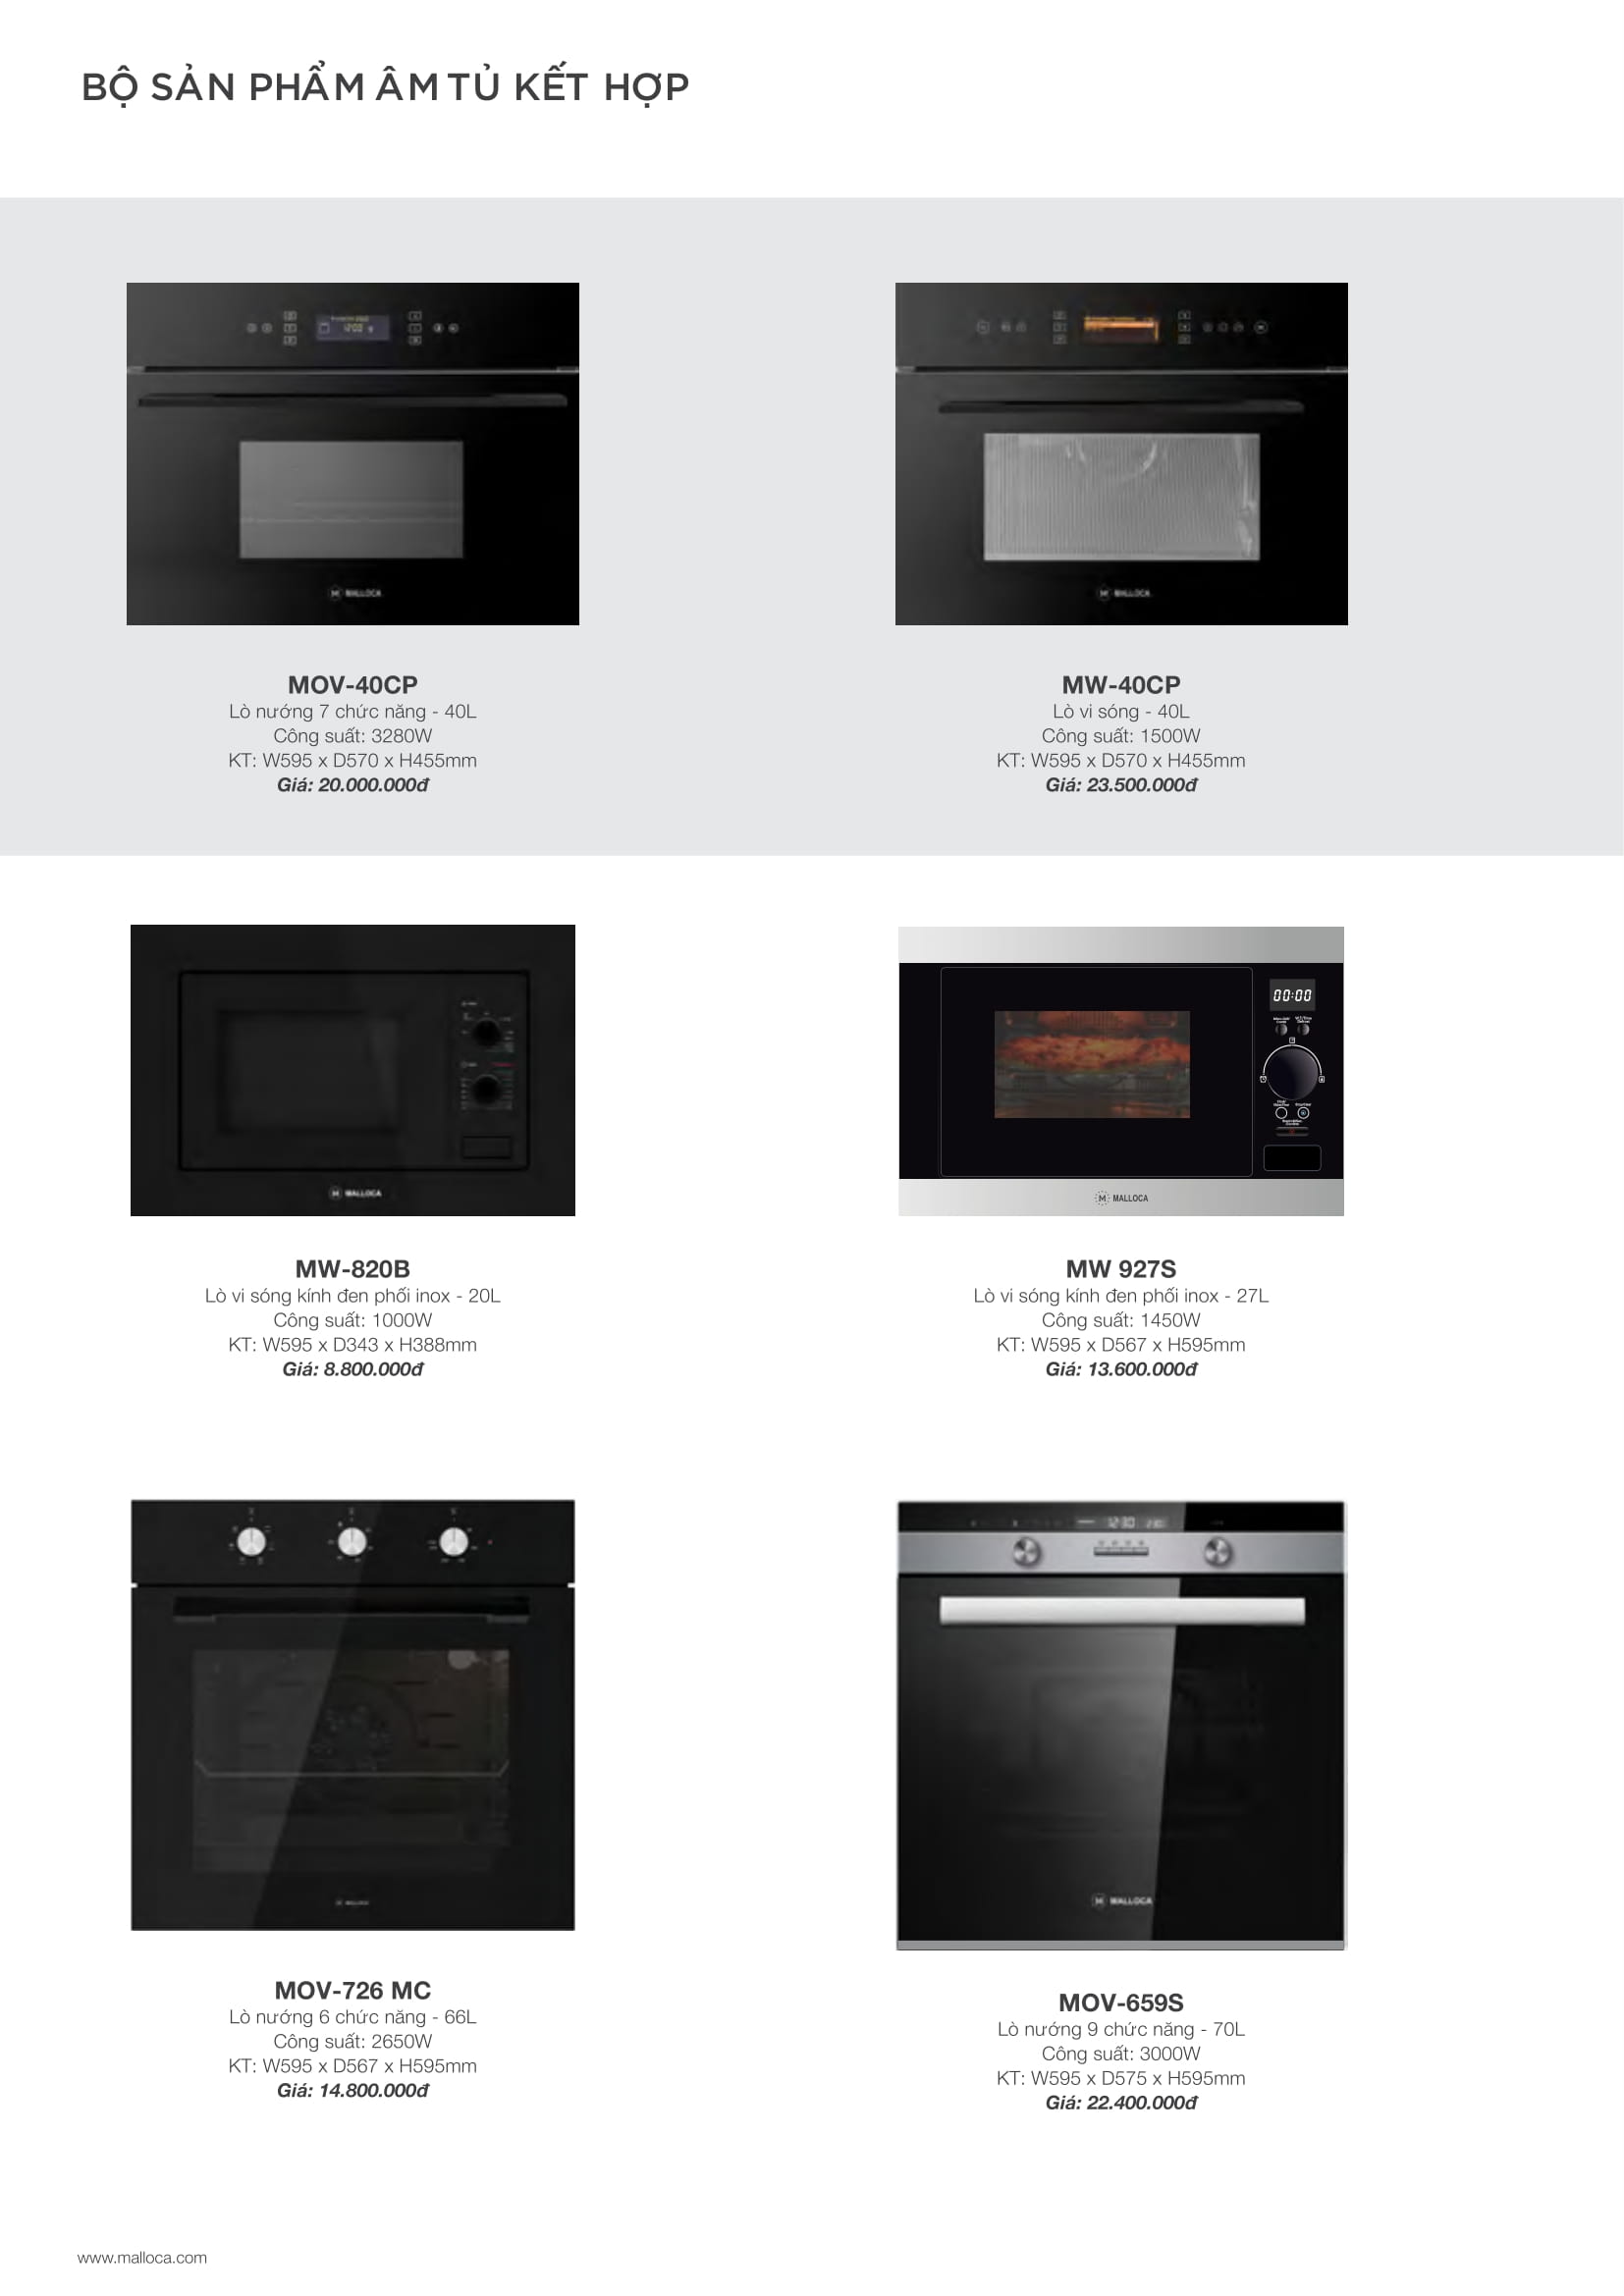 BỘ SẢN PHẨM ÂM TỦ KẾT HỢP
MALLOCA
MALLOCA
MOV-40CP
Lò nướng 7 chức năng - 40L
Công suất: 3280W
KT: W595 x D570 x H455mm
Giá: 20.000.000đ
MW-40CP
Lò vi sóng - 40L
Công suất: 1500W
KT: W595 x D570 x H455mm
Giá: 23.500.000đ
MALLOCA
00:00
M MALLOCA
MW-820B
Lò vi sóng kính đen phối inox - 20L
Công suất: 1000W
KT: W595 x D343 x H388mm
Giá: 8.800.000đ
MW 927S
Lò vi sóng kính đen phối inox - 27L
Công suất: 1450W
KT: W595 x D567 x H595mm
Giá: 13.600.000đ
12:30
MALLOCA
M MALLOCA
MOV-726 MC
Lò nướng 6 chức năng - 66L
Công suất: 2650W
KT: W595 x D567 x H595mm
Giá: 14.800.000đ
MOV-659S
Lò nướng 9 chức năng - 70L
Công suất: 3000W
KT: W595 x D575 x H595mm
Giá: 22.400.000đ
www.malloca.com